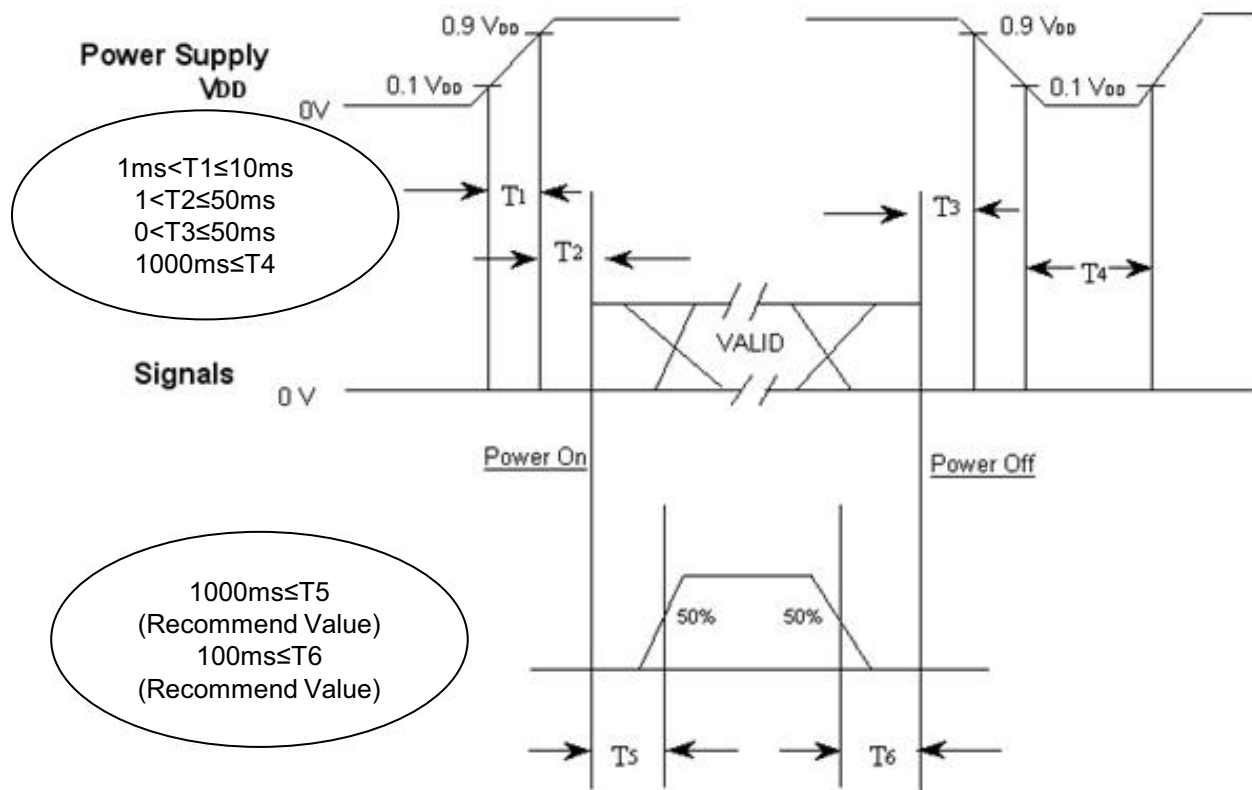 0.9 VDD
0.9 VDD
Power Supply
VDD
0.1 VDD
0.1 VDD
0V
1ms<T1≤10ms
1<T2≤50ms
0<T3≤50ms
1000ms≤T4
T1
T3
T2
T4
VALID
Signals
0 V
Power On
Power Off
1000ms≤T5
(Recommend Value)
100ms≤T6
(Recommend Value)
50%
50%
T5
T6